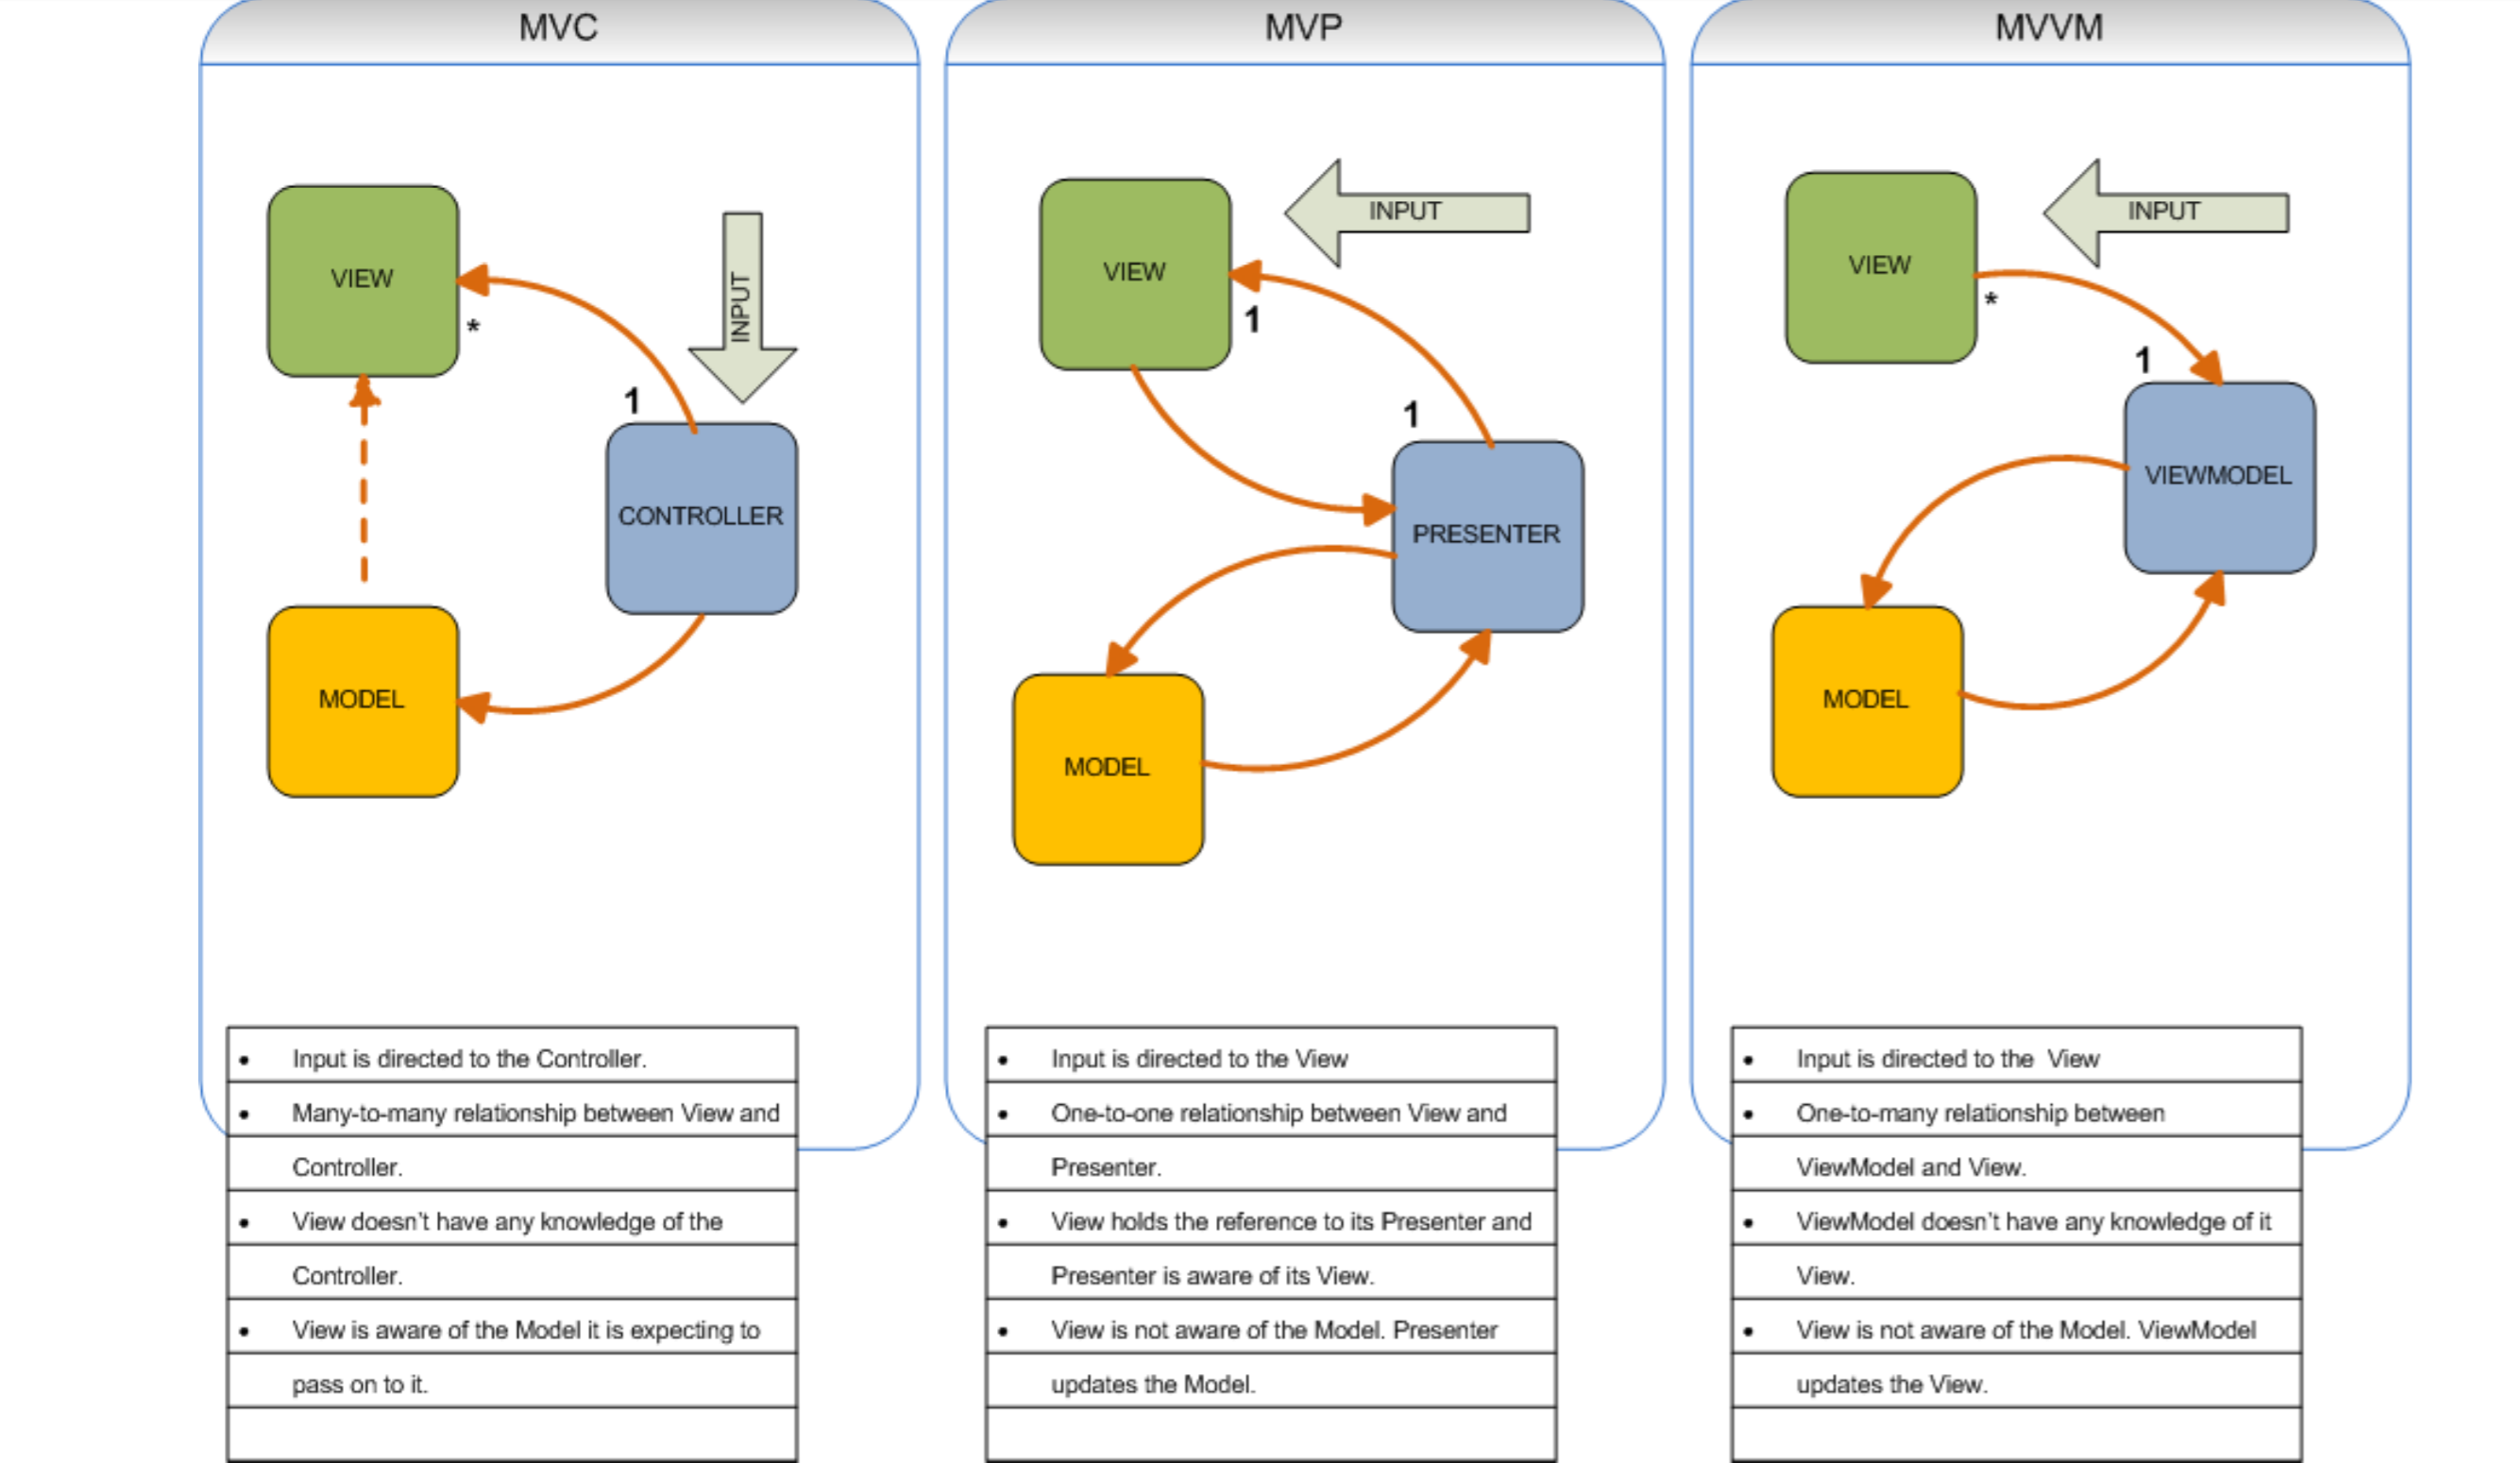 MVC
VIEW
*
1
INPUT
CONTROLLER
MODEL
• Input is directed to the Controller.
• Many-to-many relationship between View and
Controller.
• View doesn't have any knowledge of the
Controller.
• View is aware of the Model it is expecting to
pass on to it.
MVP
VIEW
INPUT
1
1
PRESENTER
MODEL
• Input is directed to the View
• One-to-one relationship between View and
Presenter.
• View holds the reference to its Presenter and
Presenter is aware of its View.
• View is not aware of the Model. Presenter
updates the Model.
MVVM
VIEW
INPUT
*
1
VIEWMODEL
MODEL
• Input is directed to the View
• One-to-many relationship between
ViewModel and View.
• ViewModel doesn't have any knowledge of it
View.
• View is not aware of the Model. ViewModel
updates the View.